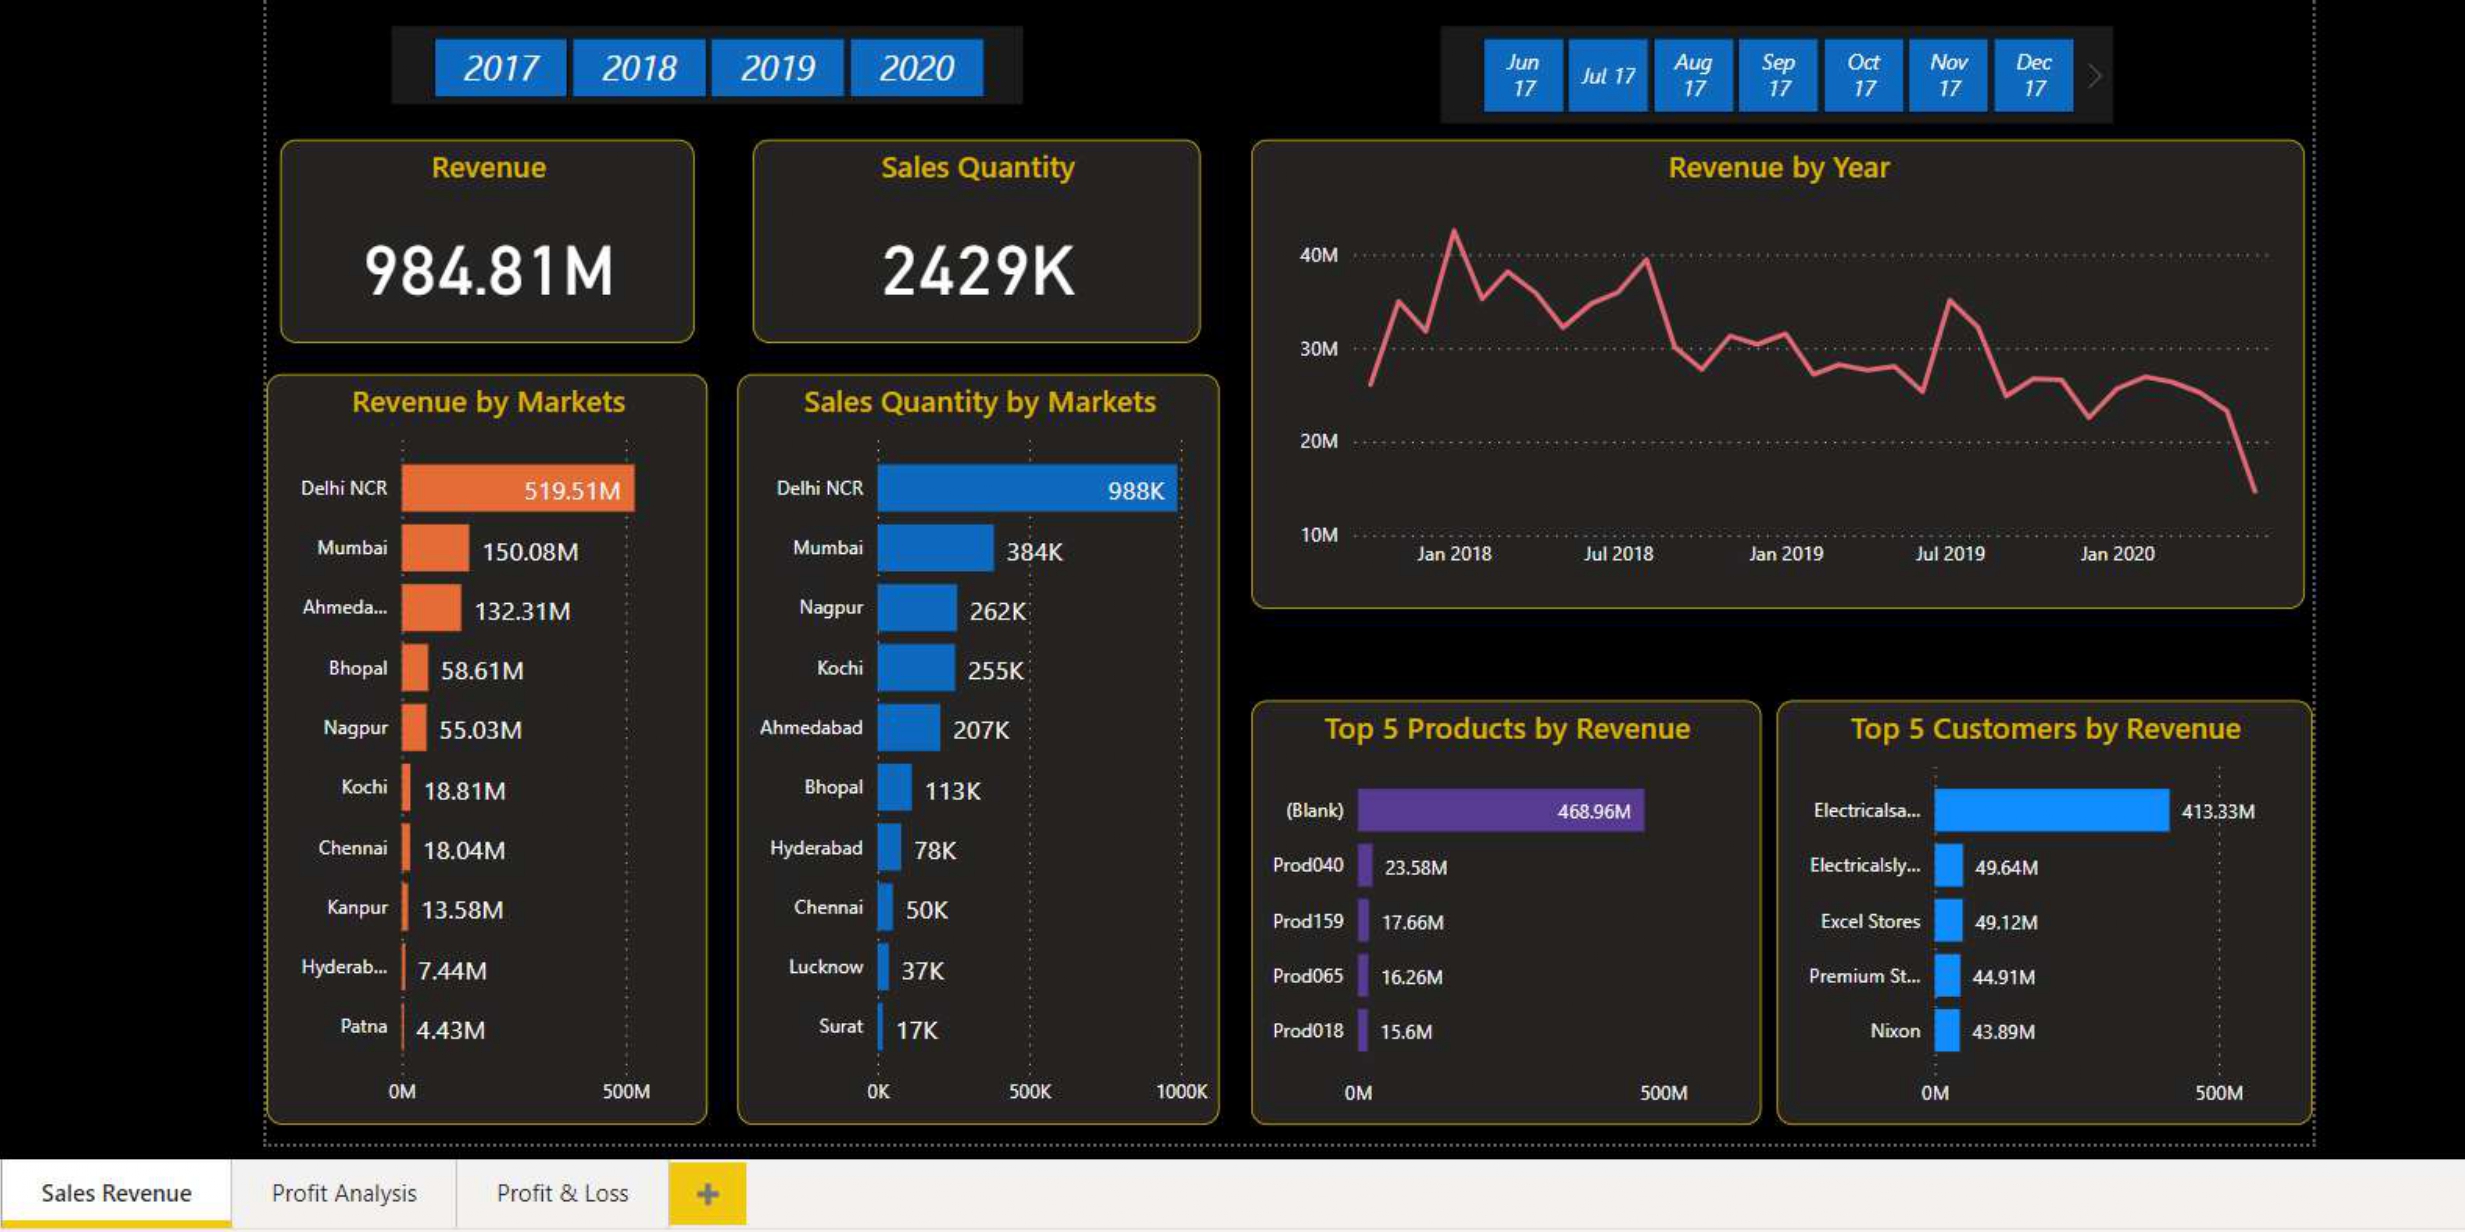 2017 2018 2019 2020
Jun 17 Jul 17 Aug 17 Sep 17 Oct 17 Nov 17 Dec 17
Revenue
984.81M
Sales Quantity
2429K
Revenue by Year
40M
30M
20M
10M
Jan 2018 Jul 2018 Jan 2019 Jul 2019 Jan 2020
Revenue by Markets
Delhi NCR 519.51M
Mumbai 150.08M
Ahmeda... 132.31M
Bhopal 58.61M
Nagpur 55.03M
Kochi 18.81M
Chennai 18.04M
Kanpur 13.58M
Hyderab... 7.44M
Patna 4.43M
0M 500M
Sales Quantity by Markets
Delhi NCR 988K
Mumbai 384K
Nagpur 262K
Kochi 255K
Ahmedabad 207K
Bhopal 113K
Hyderabad 78K
Chennai 50K
Lucknow 37K
Surat 17K
0K 500K 1000K
Top 5 Products by Revenue
(Blank) 468.96M
Prod040 23.58M
Prod159 17.66M
Prod065 16.26M
Prod018 15.6M
0M 500M
Top 5 Customers by Revenue
Electricalsa... 413.33M
Electricalsly... 49.64M
Excel Stores 49.12M
Premium St... 44.91M
Nixon 43.89M
0M 500M
Sales Revenue Profit Analysis Profit & Loss +